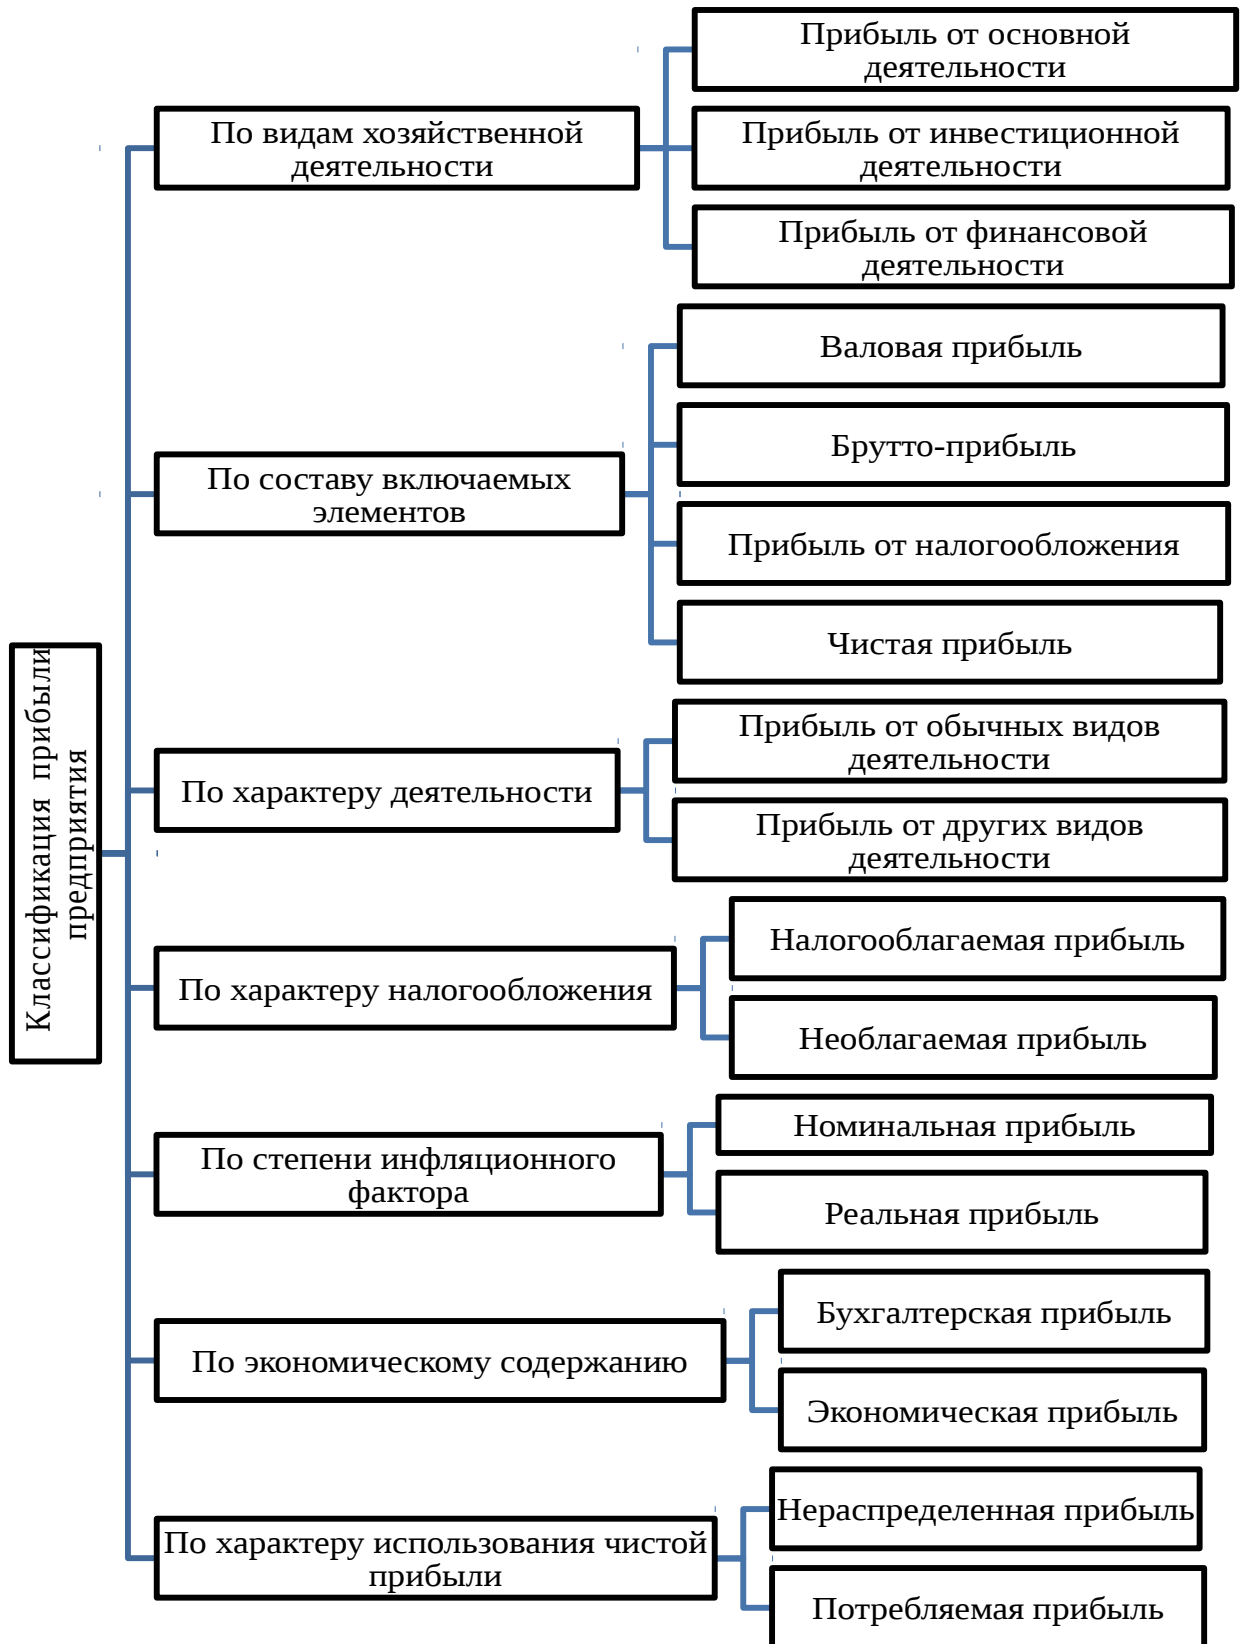 Классификация прибыли
предприятия
По видам хозяйственной
деятельности
Прибыль от основной
деятельности
Прибыль от инвестиционной
деятельности
Прибыль от финансовой
деятельности
По составу включаемых
элементов
Валовая прибыль
Брутто-прибыль
Прибыль от налогообложения
Чистая прибыль
По характеру деятельности
Прибыль от обычных видов
деятельности
Прибыль от других видов
деятельности
По характеру налогообложения
Налогооблагаемая прибыль
Необлагаемая прибыль
По степени инфляционного
фактора
Номинальная прибыль
Реальная прибыль
По экономическому содержанию
Бухгалтерская прибыль
Экономическая прибыль
По характеру использования чистой
прибыли
Нераспределенная прибыль
Потребляемая прибыль